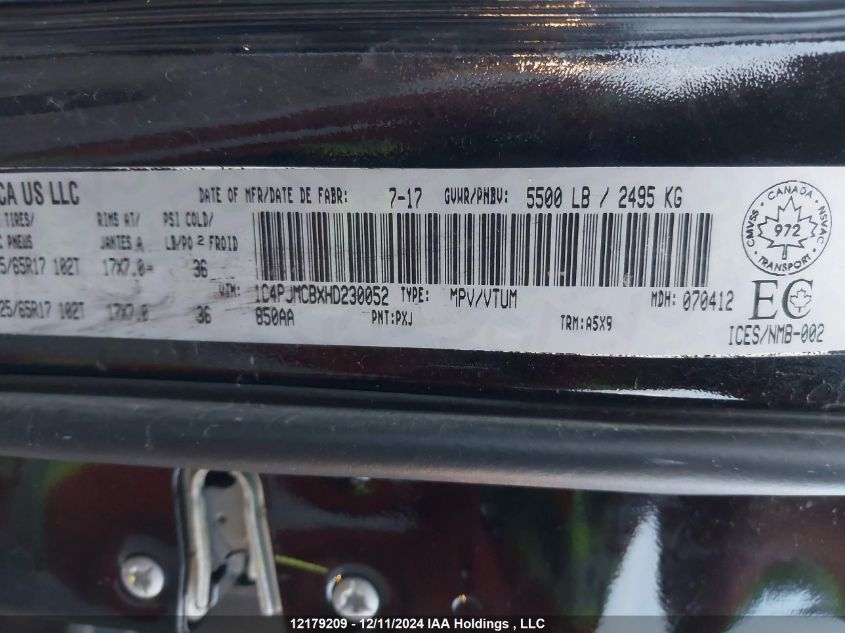 CA US LLC
DATE OF MFR/DATE DE FABR: 7-17 GVWR/PNBV: 5500 LB / 2495 KG
TIRES/ RIMS AT/ PSI COLD/
PNEUS JANTES A LB/PO 2 FROID
5/65R17 102T 17X7.0 36
VIN: 1C4PJMCBXHD230052 TYPE: MPV/VTUM MDH: 070412
25/65R17 102T 17X7.0 36
850AA PNT:PXJ TRM:A5X9
CANADA
CMVSS 972 NSVAC
TRANSPORT
EC
ICES/NMB-002
12179209 - 12/11/2024 IAA Holdings , LLC